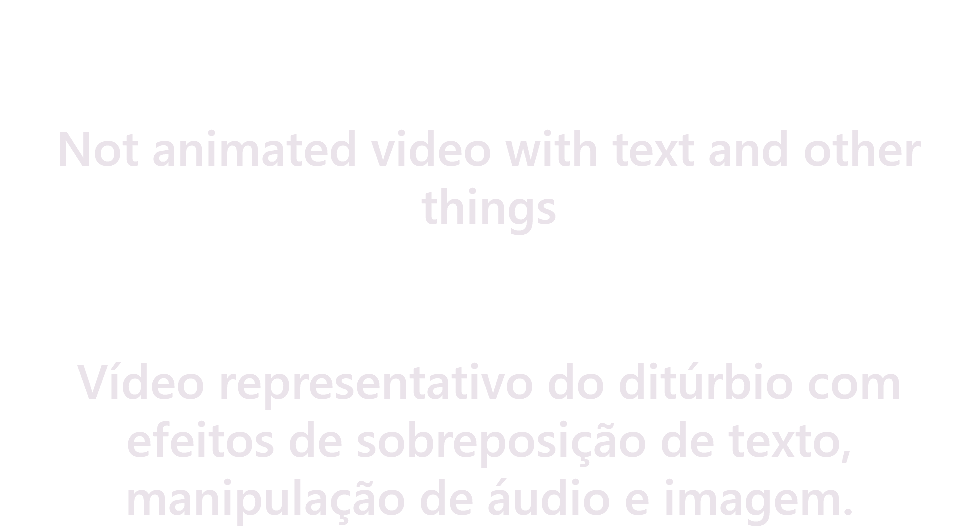 Not animated video with text and other
things
Vídeo representativo do ditúrbio com
efeitos de sobreposição de texto,
manipulação de áudio e imagem.